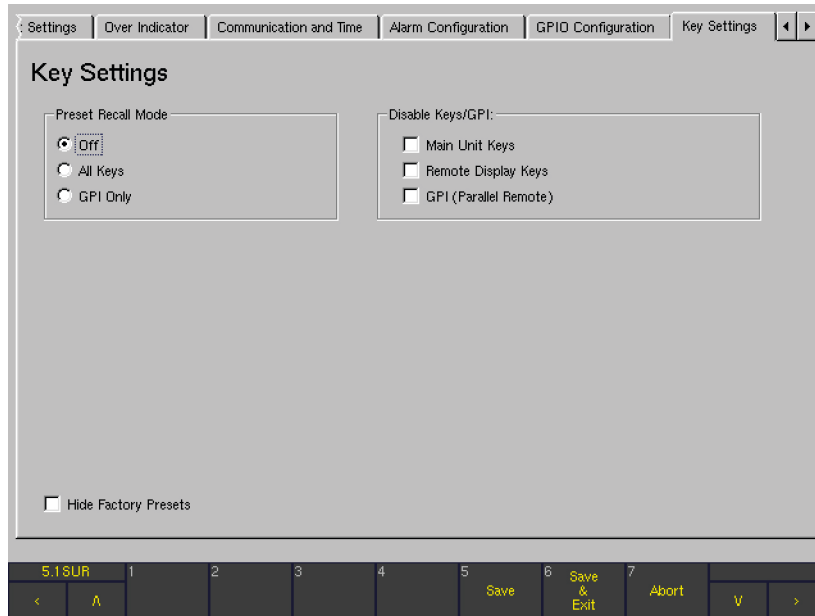 : Settings
Over Indicator
Communication and Time
Alarm Configuration
GPIO Configuration
Key Settings
Key Settings
Preset Recall Mode
Off
All Keys
GPI Only
Disable Keys/GPI:
Main Unit Keys
Remote Display Keys
GPI (Parallel Remote)
Hide Factory Presets
5.1SUR
<
Λ
1
2
3
4
5
Save
6
Save
&
Exit
7
Abort
V
>